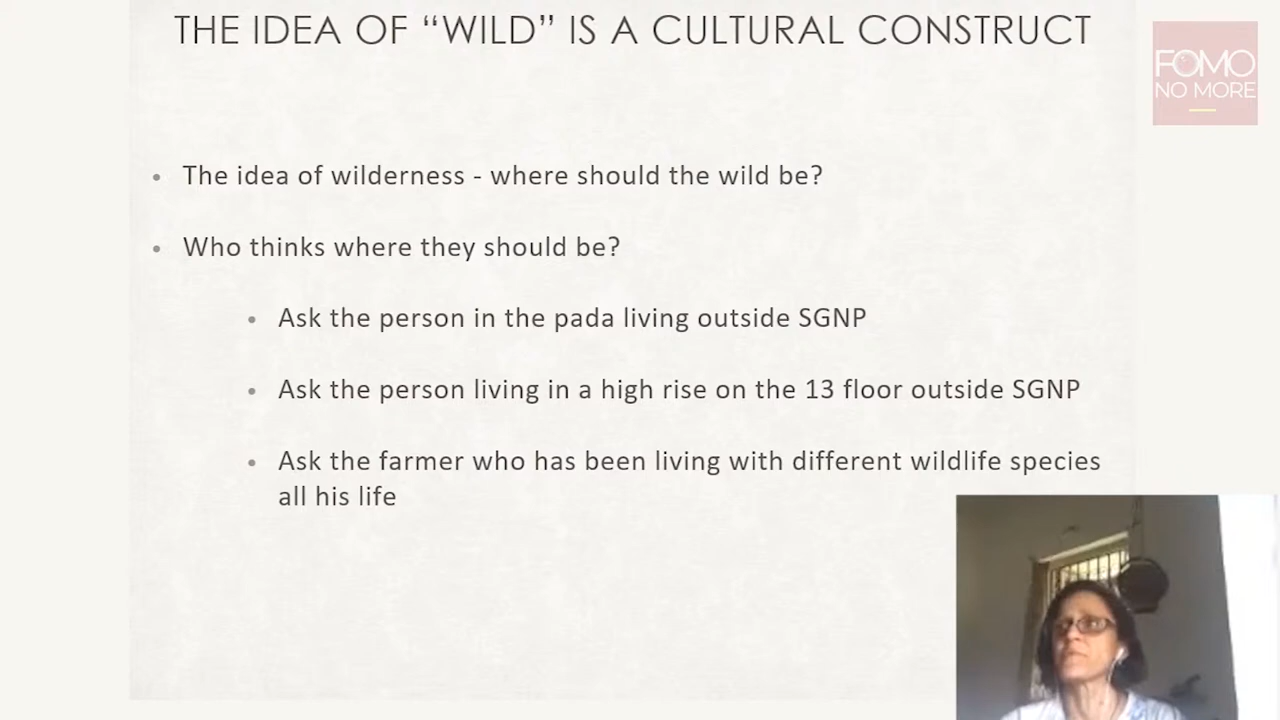 THE IDEA OF “WILD” IS A CULTURAL CONSTRUCT
FOMO
NO MORE
The idea of wilderness - where should the wild be?
Who thinks where they should be?
Ask the person in the pada living outside SGNP
Ask the person living in a high rise on the 13 floor outside SGNP
Ask the farmer who has been living with different wildlife species
all his life